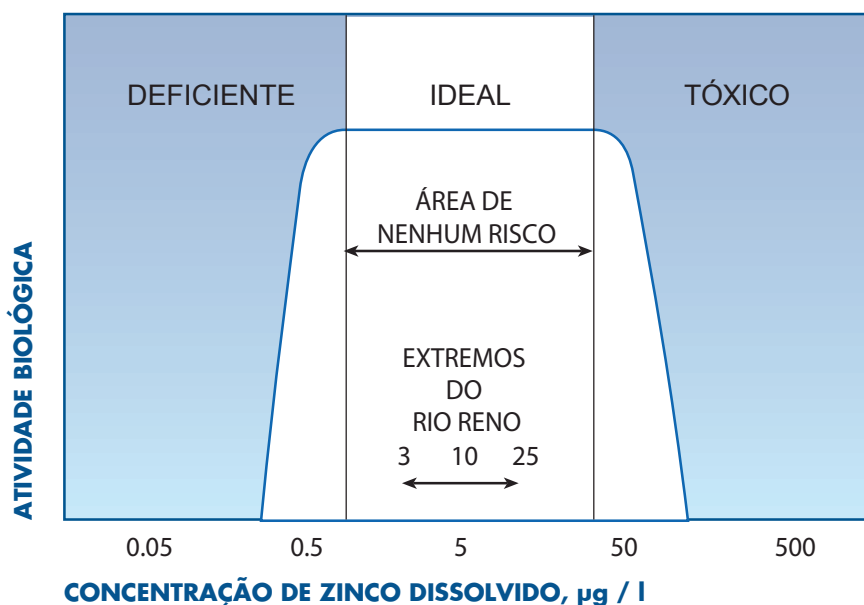 DEFICIENTE IDEAL TÓXICO
ÁREA DE
NENHUM RISCO
EXTREMOS
DO
RIO RENO
3 10 25
ATIVIDADE BIOLÓGICA
0.05 0.5 5 50 500
CONCENTRAÇÃO DE ZINCO DISSOLVIDO, µg / l